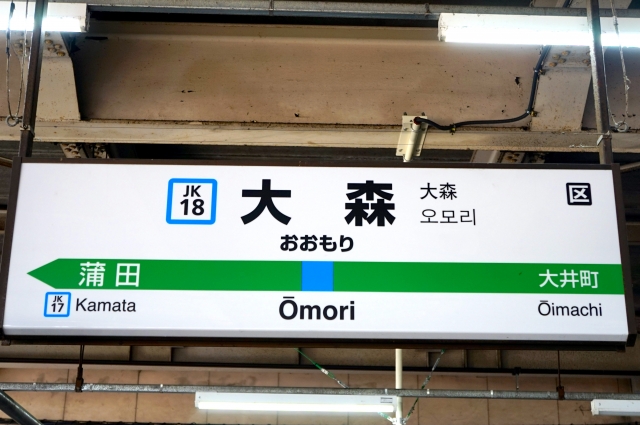 JK
18
大森
大森
오모리
区
おおもり
蒲田
大井町
JK
17
Kamata
Ōmori
Ōimachi